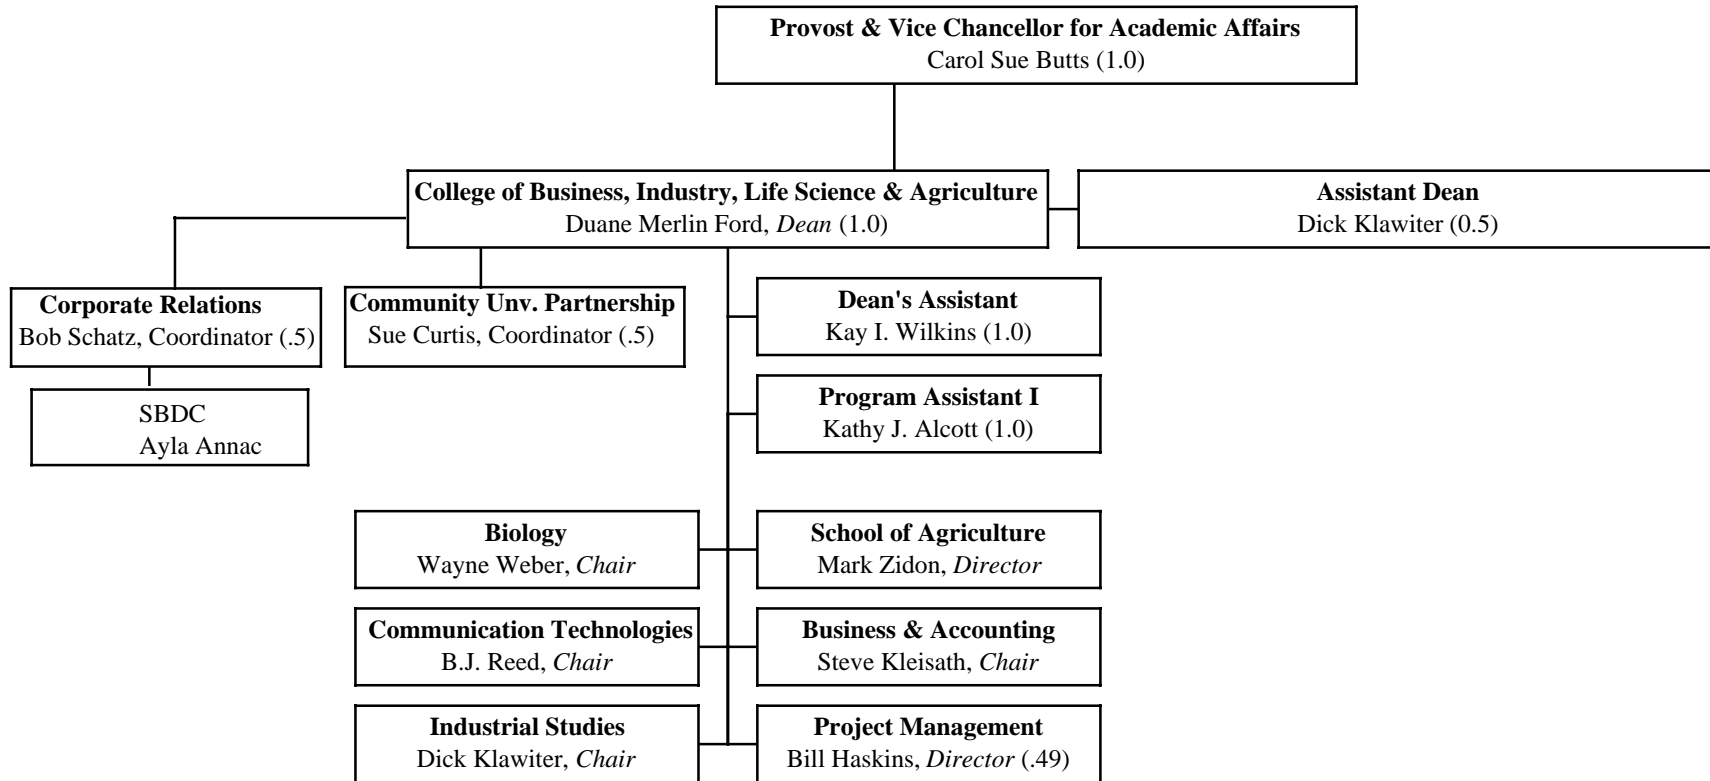 Provost & Vice Chancellor for Academic Affairs
Carol Sue Butts (1.0)
College of Business, Industry, Life Science & Agriculture
Duane Merlin Ford, Dean (1.0)
Assistant Dean
Dick Klawiter (0.5)
Corporate Relations
Bob Schatz, Coordinator (.5)
Community Unv. Partnership
Sue Curtis, Coordinator (.5)
Dean's Assistant
Kay I. Wilkins (1.0)
SBDC
Ayla Annac
Program Assistant I
Kathy J. Alcott (1.0)
Biology
Wayne Weber, Chair
School of Agriculture
Mark Zidon, Director
Communication Technologies
B.J. Reed, Chair
Business & Accounting
Steve Kleisath, Chair
Industrial Studies
Dick Klawiter, Chair
Project Management
Bill Haskins, Director (.49)